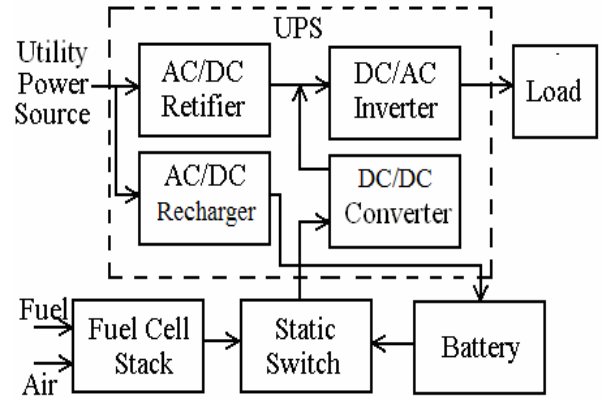 UPS
Utility
Power
Source
AC/DC
Retifier
DC/AC
Inverter
Load
AC/DC
Recharger
DC/DC
Converter
Fuel
Air
Fuel Cell
Stack
Static
Switch
Battery